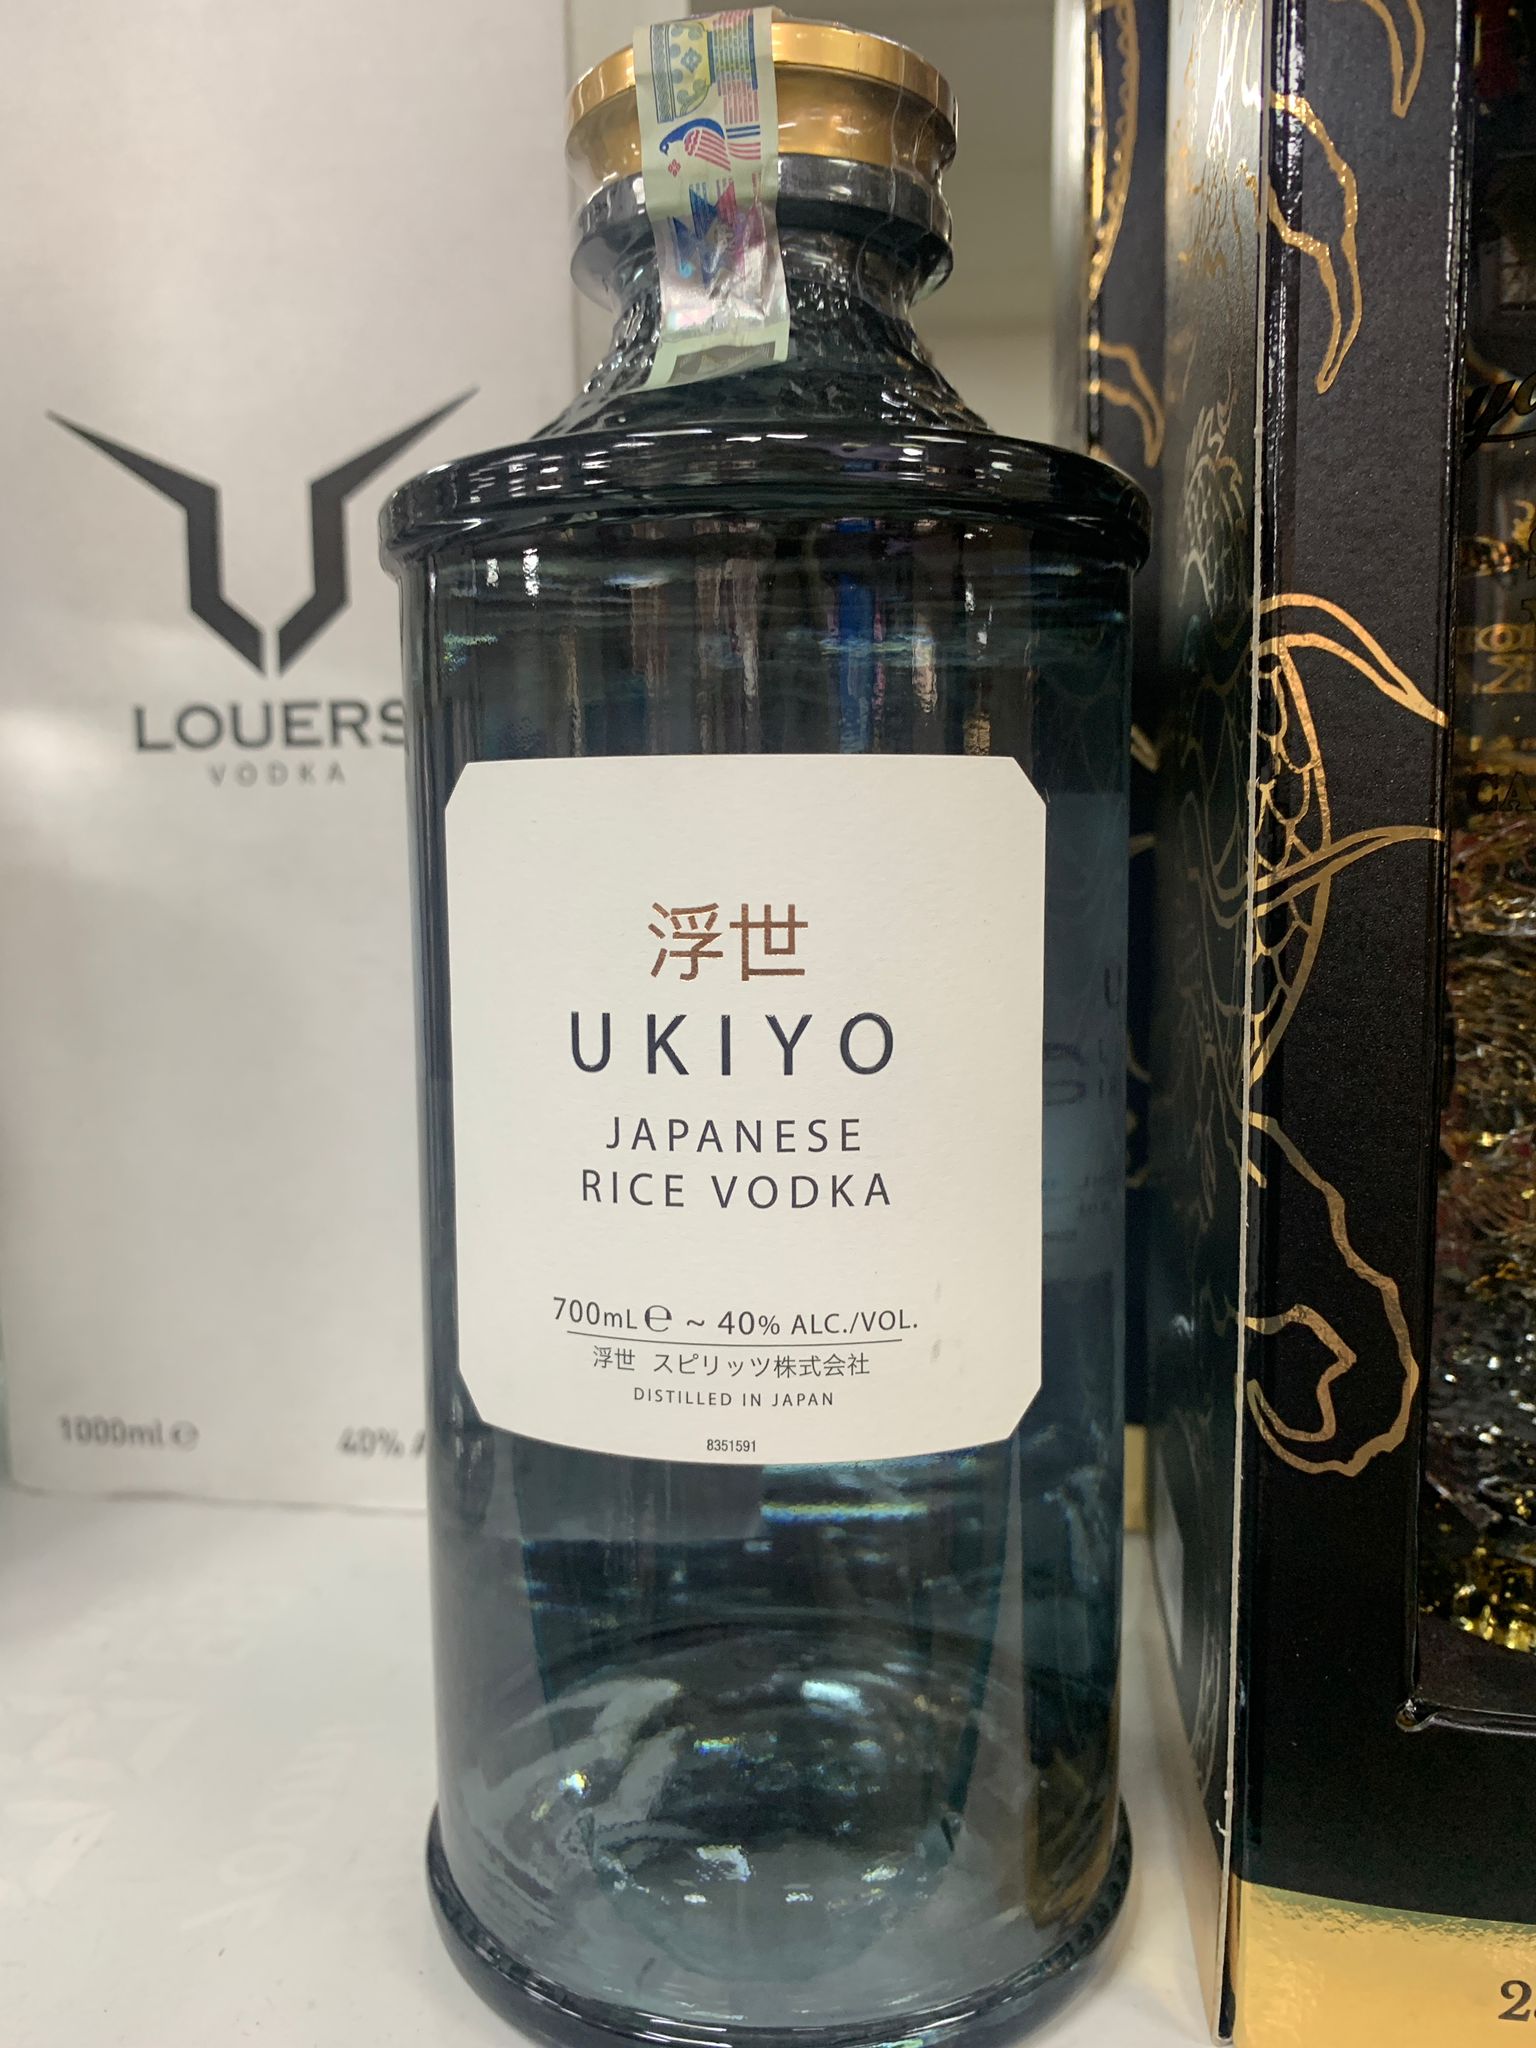 LOUERS
VODKA
1000ml ℮
40%
浮世
UKIYO
JAPANESE
RICE VODKA
700mL ℮ ~ 40% ALC./VOL.
浮世 スピリッツ株式会社
DISTILLED IN JAPAN
8351591